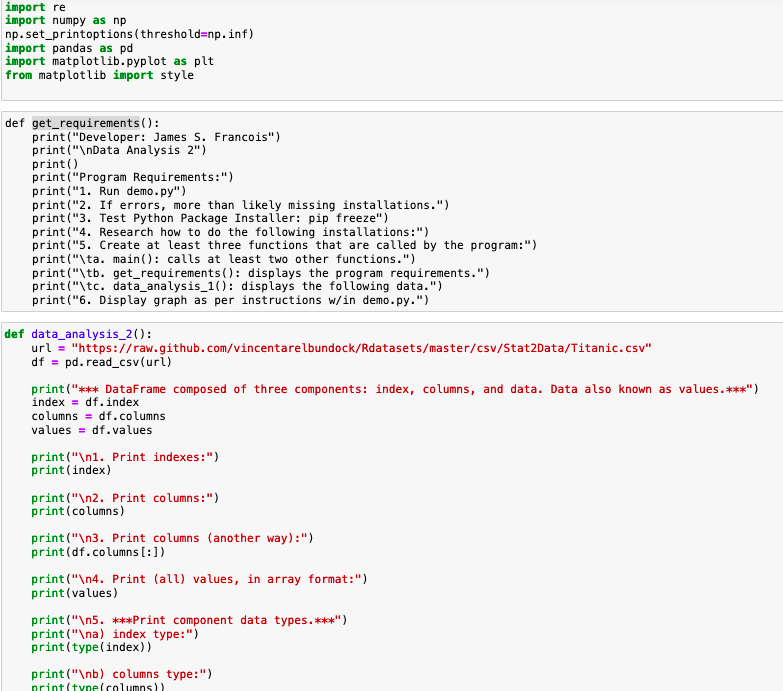 import re
import numpy as np
np.set_printoptions(threshold=np.inf)
import pandas as pd
import matplotlib.pyplot as plt
from matplotlib import style
def get_requirements():
    print("Developer: James S. Francois")
    print("\nData Analysis 2")
    print()
    print("Program Requirements:")
    print("1. Run demo.py")
    print("2. If errors, more than likely missing installations.")
    print("3. Test Python Package Installer: pip freeze")
    print("4. Research how to do the following installations:")
    print("5. Create at least three functions that are called by the program:")
    print("\ta. main(): calls at least two other functions.")
    print("\tb. get_requirements(): displays the program requirements.")
    print("\tc. data_analysis_1(): displays the following data.")
    print("6. Display graph as per instructions w/in demo.py.")
def data_analysis_2():
    url = "https://raw.github.com/vincentarelbundock/Rdatasets/master/csv/Stat2Data/Titanic.csv"
    df = pd.read_csv(url)
    print("*** DataFrame composed of three components: index, columns, and data. Data also known as values.***")
    index = df.index
    columns = df.columns
    values = df.values
    print("\n1. Print indexes:")
    print(index)
    print("\n2. Print columns:")
    print(columns)
    print("\n3. Print columns (another way):")
    print(df.columns[:])
    print("\n4. Print (all) values, in array format:")
    print(values)
    print("\n5. ***Print component data types.***")
    print("\na) index type:")
    print(type(index))
    print("\nb) columns type:")
    print(type(columns))